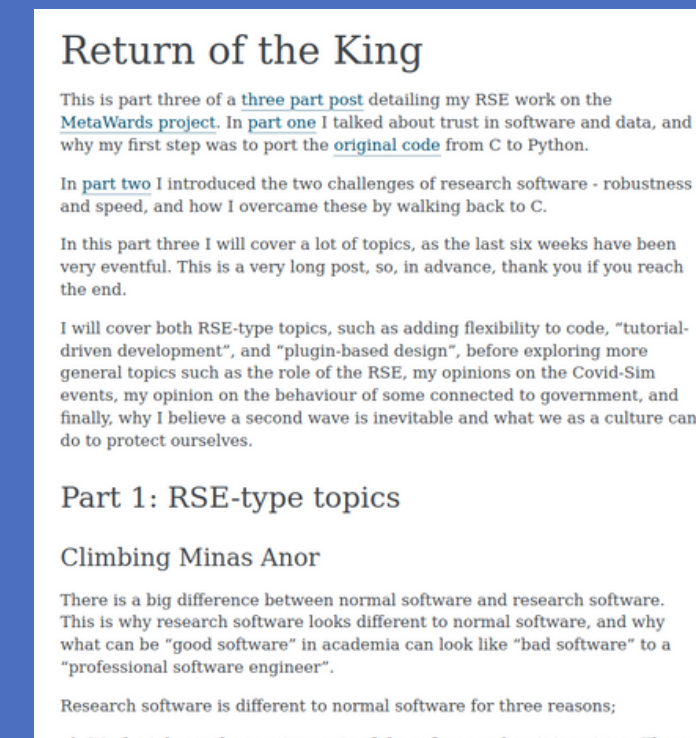 Return of the King
This is part three of a three part post detailing my RSE work on the
MetaWards project. In part one I talked about trust in software and data, and
why my first step was to port the original code from C to Python.
In part two I introduced the two challenges of research software - robustness
and speed, and how I overcame these by walking back to C.
In this part three I will cover a lot of topics, as the last six weeks have been
very eventful. This is a very long post, so, in advance, thank you if you reach
the end.
I will cover both RSE-type topics, such as adding flexibility to code, “tutorial-
driven development”, and “plugin-based design”, before exploring more
general topics such as the role of the RSE, my opinions on the Covid-Sim
events, my opinion on the behaviour of some connected to government, and
finally, why I believe a second wave is inevitable and what we as a culture can
do to protect ourselves.
Part 1: RSE-type topics
Climbing Minas Anor
There is a big difference between normal software and research software.
This is why research software looks different to normal software, and why
what can be “good software” in academia can look like “bad software” to a
“professional software engineer”.
Research software is different to normal software for three reasons;